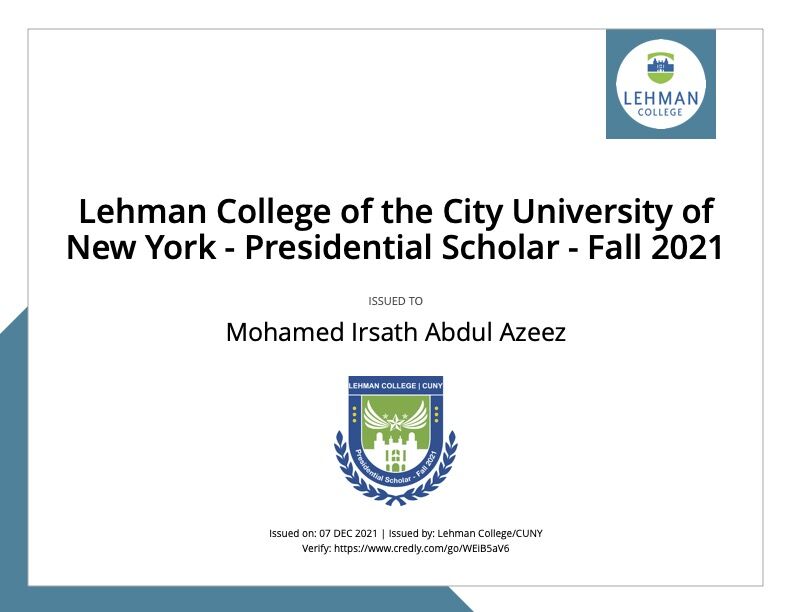 LEHMAN
COLLEGE
Lehman College of the City University of
New York - Presidential Scholar - Fall 2021
ISSUED TO
Mohamed Irsath Abdul Azeez
LEHMAN COLLEGE | CUNY
Presidential Scholar - Fall 2021
Issued on: 07 DEC 2021 | Issued by: Lehman College/CUNY
Verify: https://www.credly.com/go/WEiB5aV6